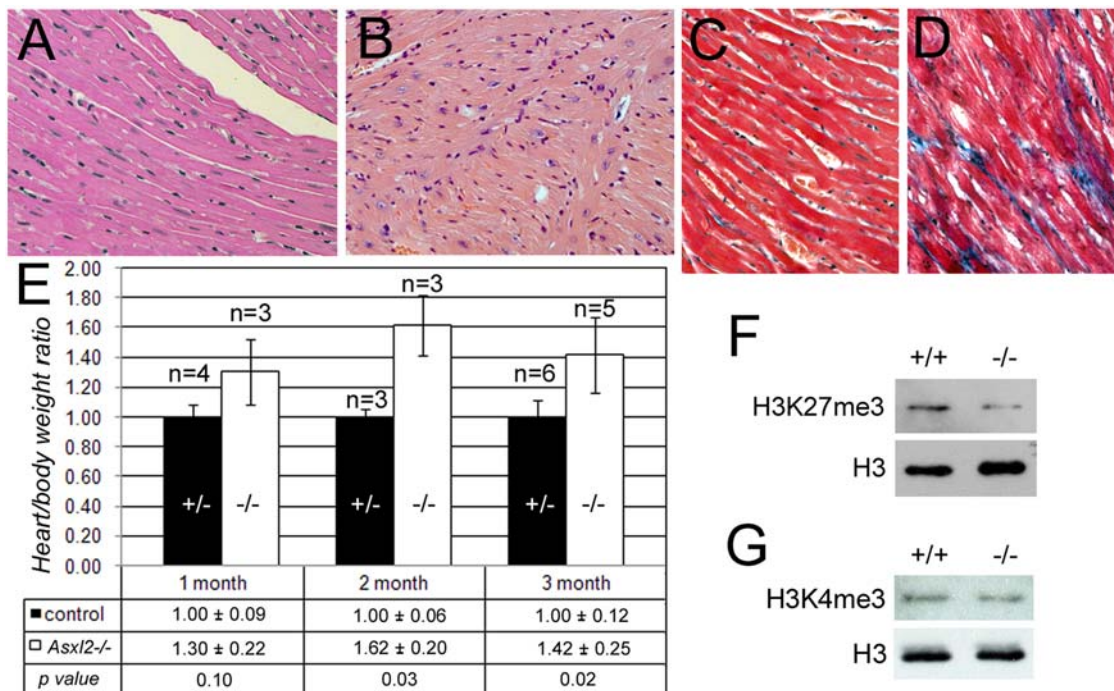 A
B
C
D
E
Heart/body weight ratio
2.00
1.80
1.60
1.40
1.20
1.00
0.80
0.60
0.40
0.20
0.00
n=4
n=3
n=3
n=3
n=6
n=5
+/-
-/-
+/-
-/-
+/-
-/-
1 month 2 month 3 month
control 1.00 ± 0.09 1.00 ± 0.06 1.00 ± 0.12
Asxl2-/- 1.30 ± 0.22 1.62 ± 0.20 1.42 ± 0.25
p value 0.10 0.03 0.02
F
+/+ -/-
H3K27me3
H3
G
+/+ -/-
H3K4me3
H3